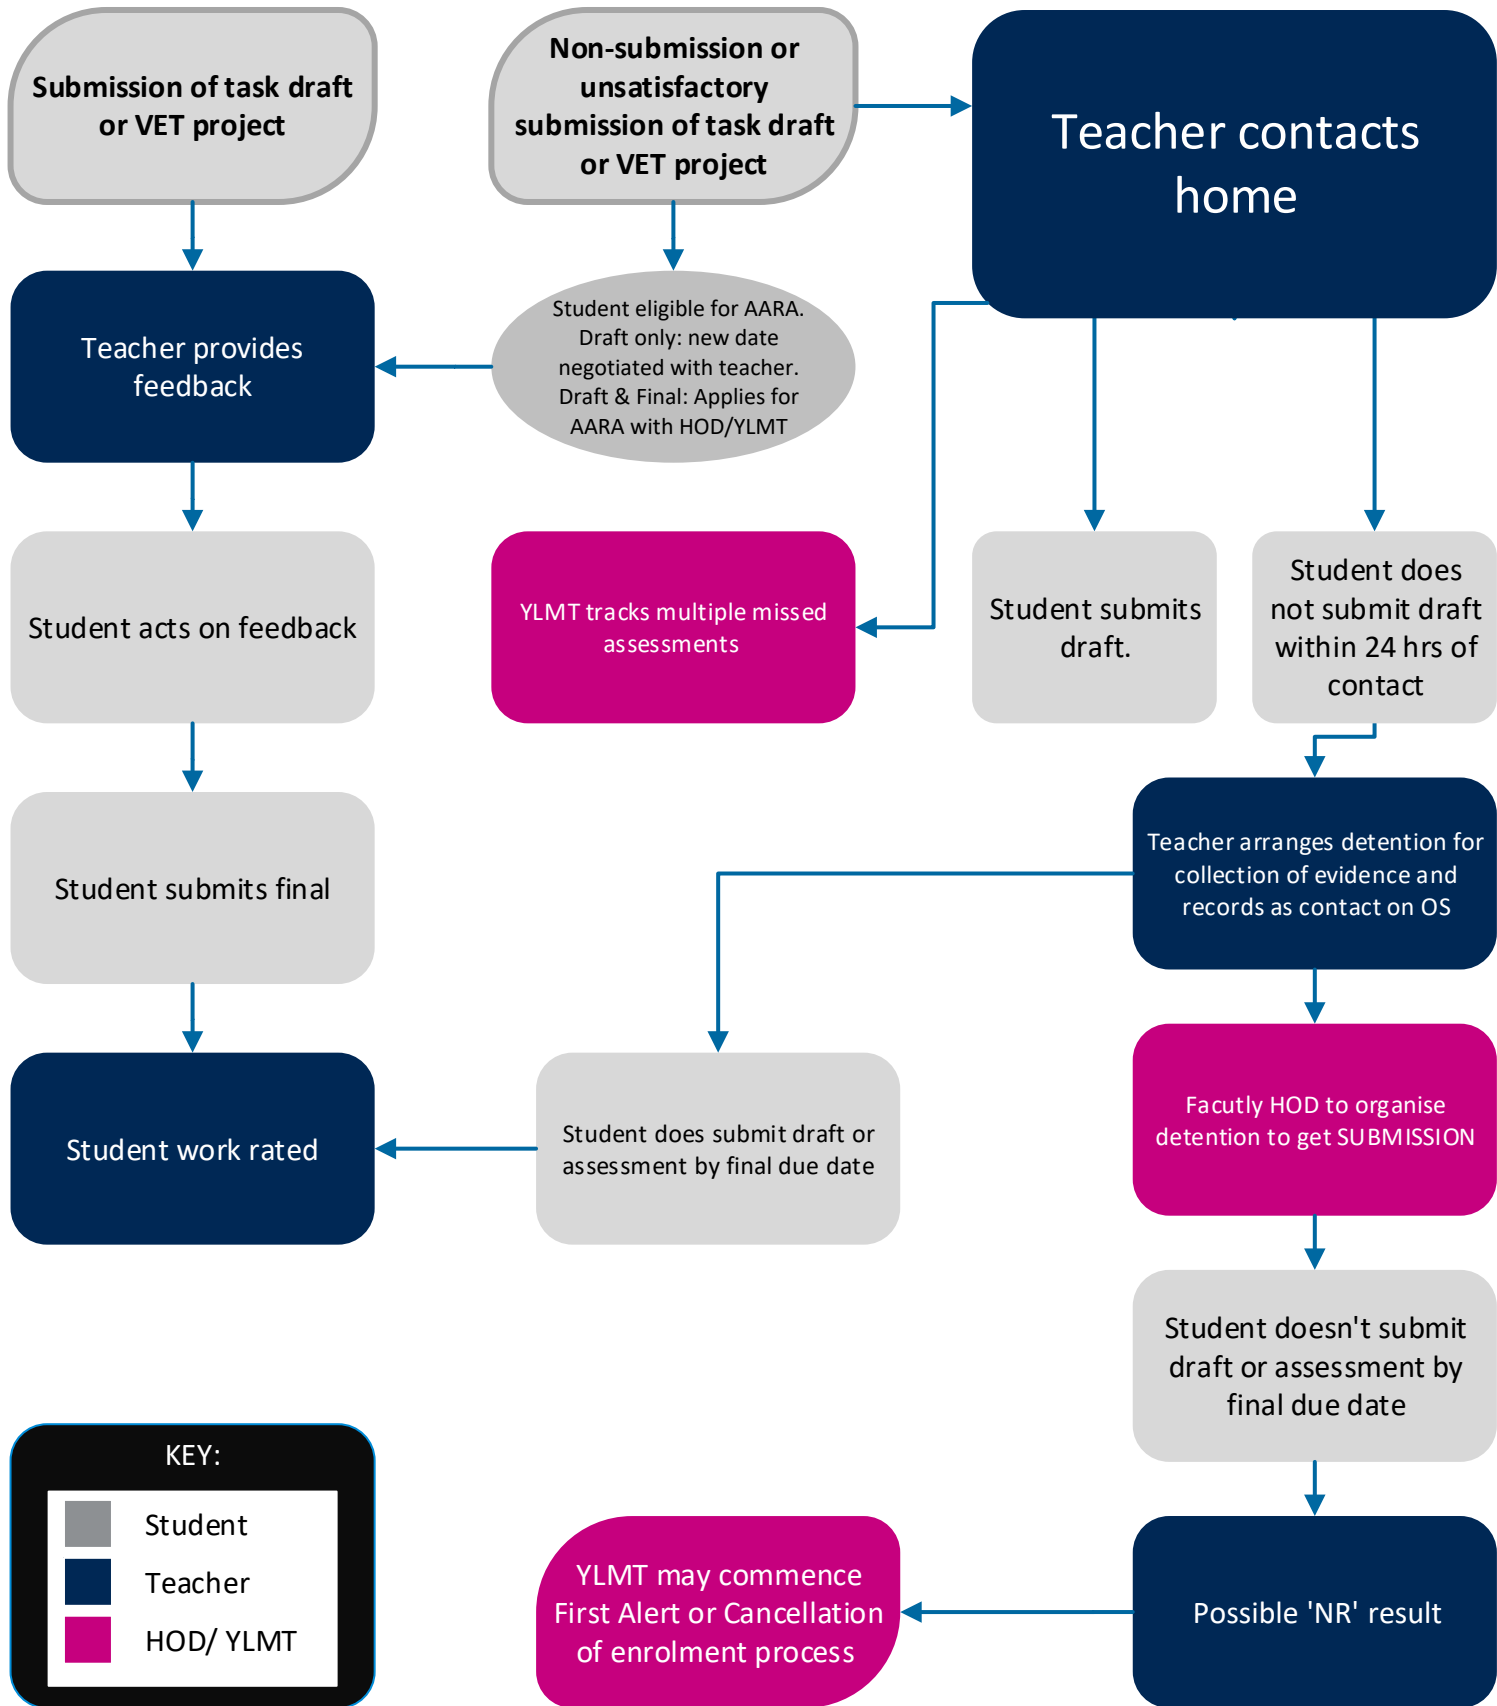 Submission of task draft
or VET project
Non-submission or
unsatisfactory
submission of task draft
or VET project
Teacher contacts
home
Teacher provides
feedback
Student eligible for AARA.
Draft only: new date
negotiated with teacher.
Draft & Final: Applies for
AARA with HOD/YLMT
Student acts on feedback
YLMT tracks multiple missed
assessments
Student submits
draft.
Student does
not submit draft
within 24 hrs of
contact
Student submits final
Teacher arranges detention for
collection of evidence and
records as contact on OS
Student work rated
Student does submit draft or
assessment by final due date
Facutly HOD to organise
detention to get SUBMISSION
Student doesn't submit
draft or assessment by
final due date
KEY:
Student
Teacher
HOD/ YLMT
YLMT may commence
First Alert or Cancellation
of enrolment process
Possible 'NR' result